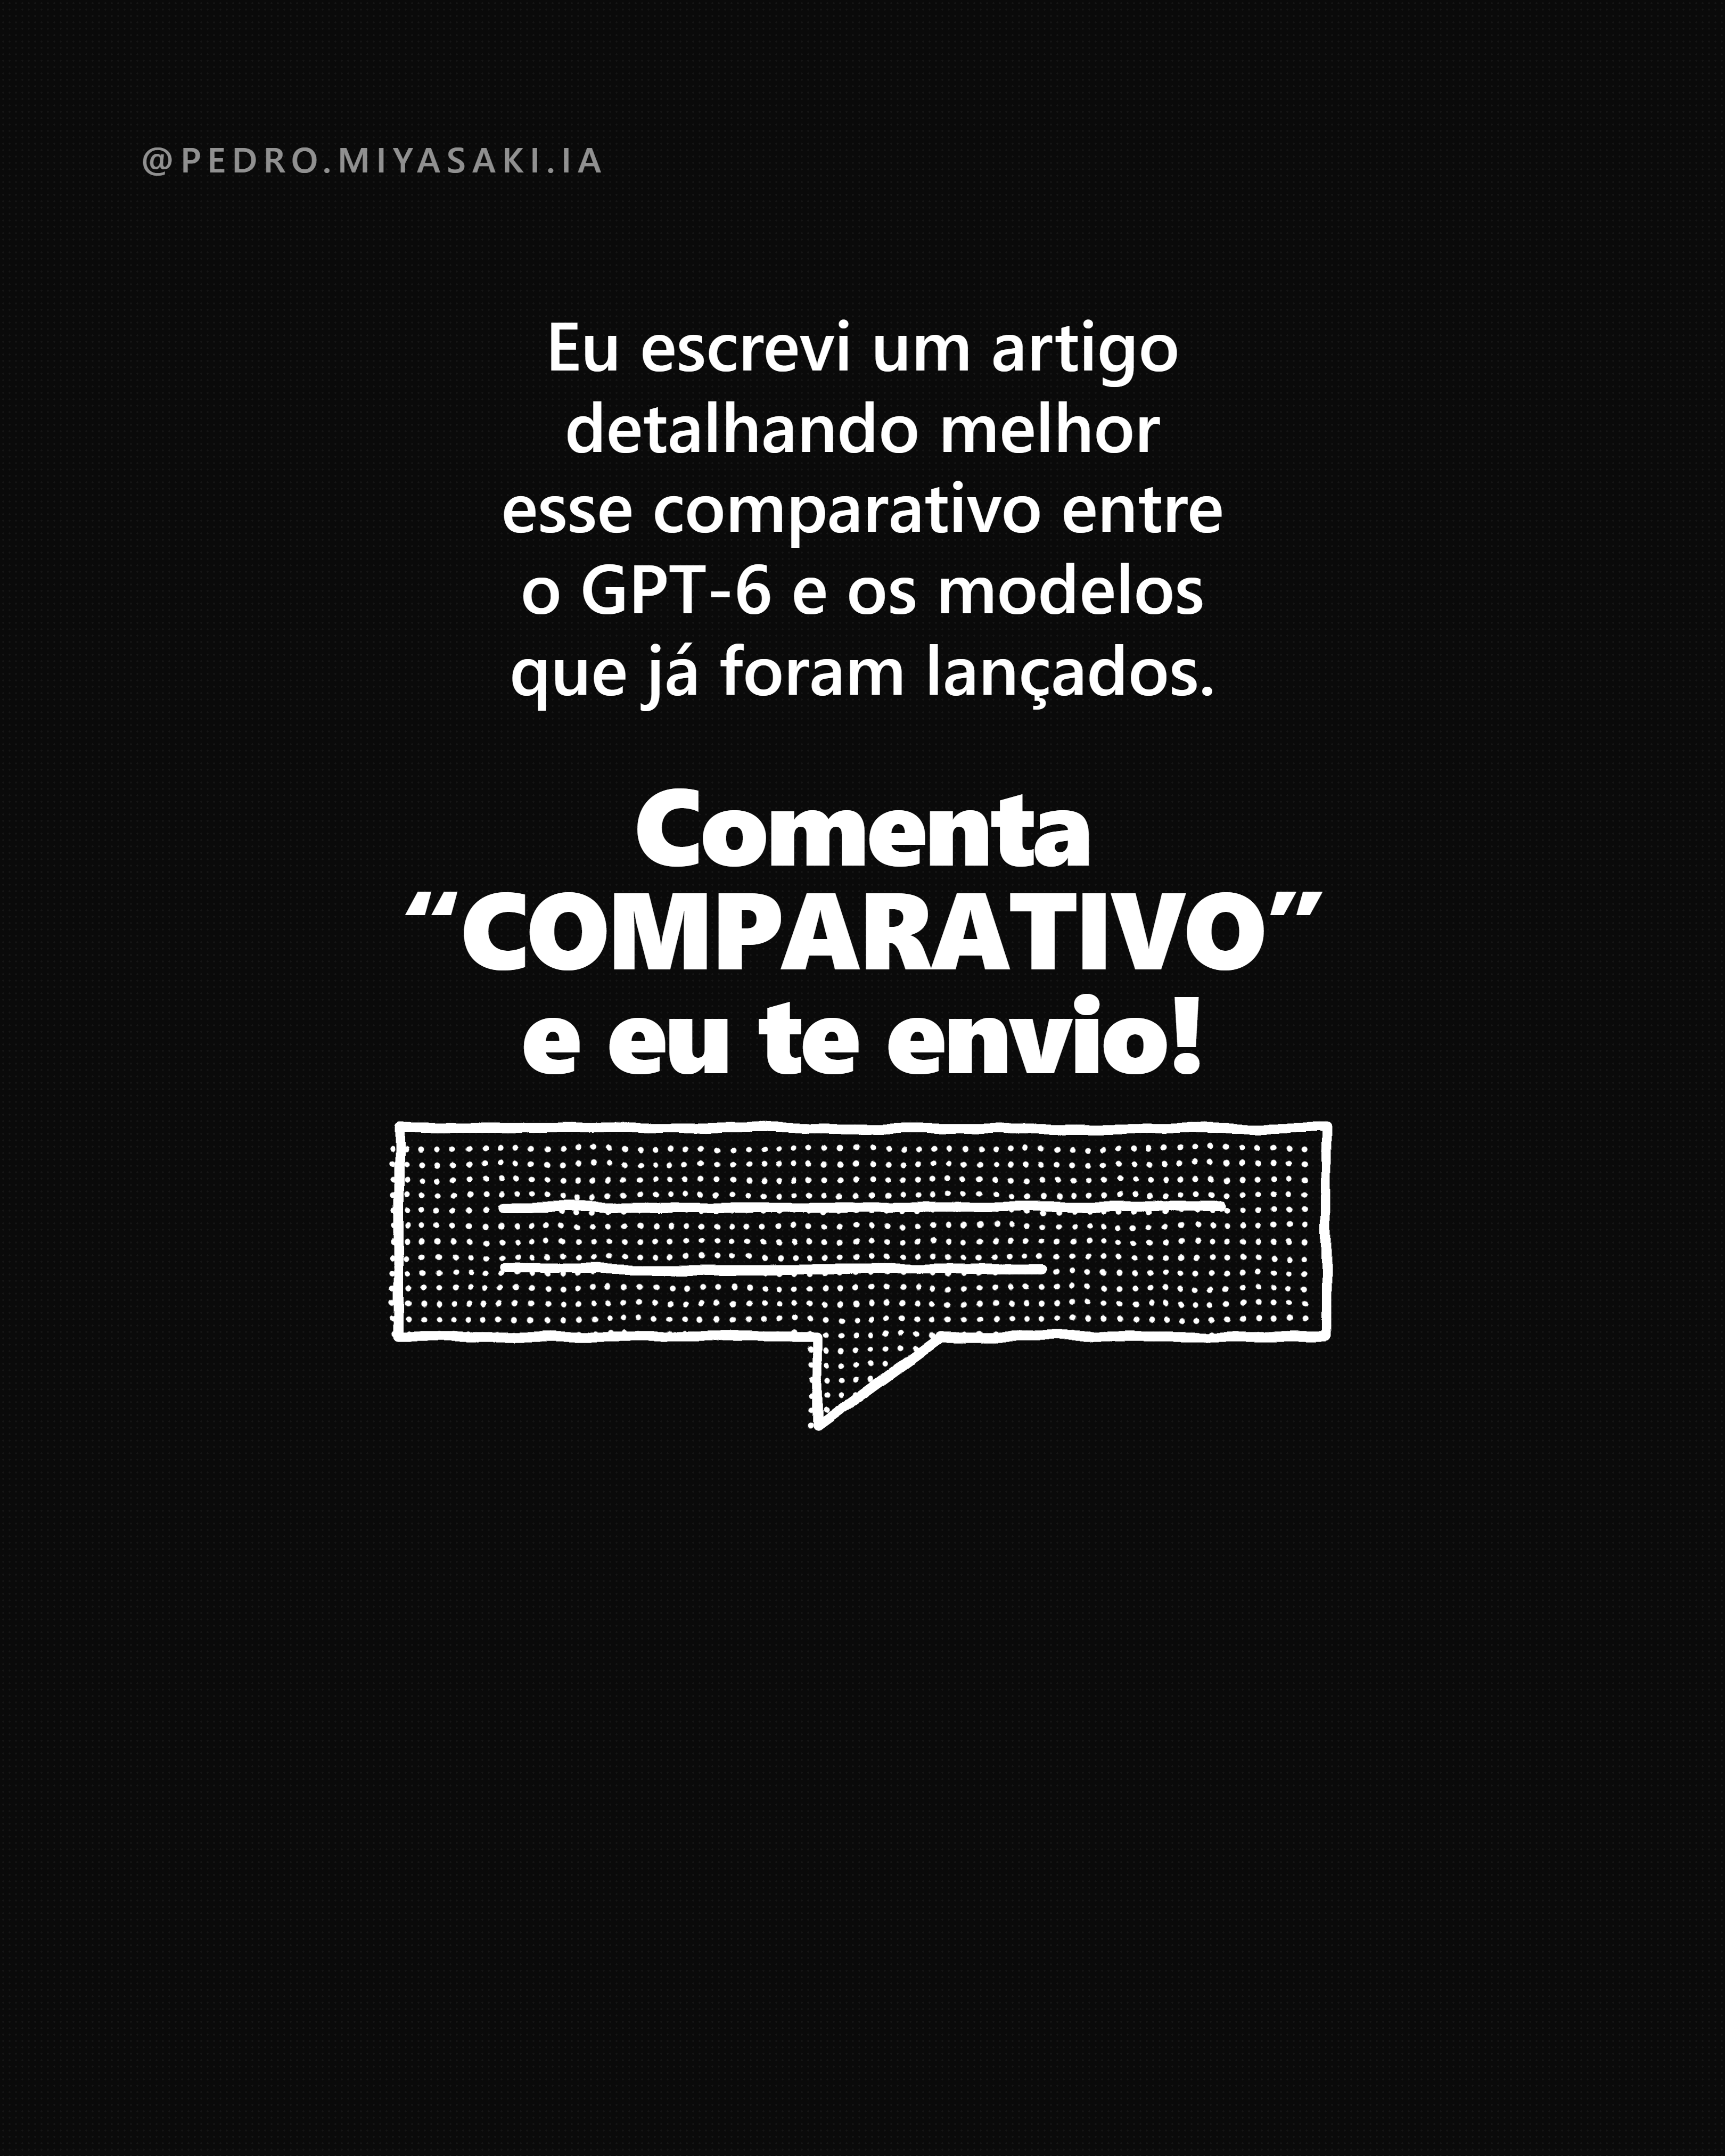 @PEDRO.MIYASAKI.IA
Eu escrevi um artigo
detalhando melhor
esse comparativo entre
o GPT-6 e os modelos
que já foram lançados.
Comenta
“COMPARATIVO”
e eu te envio!